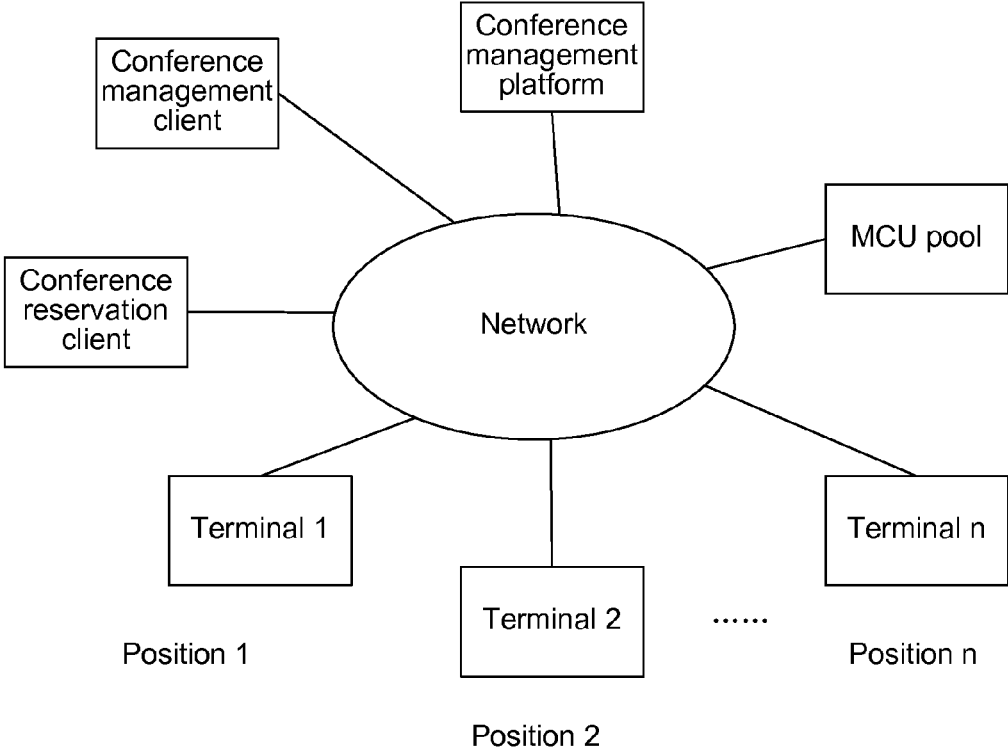 Conference
management
platform
Conference
management
client
MCU pool
Conference
reservation
client
Network
Terminal 1
Terminal n
Terminal 2
......
Position 1
Position n
Position 2